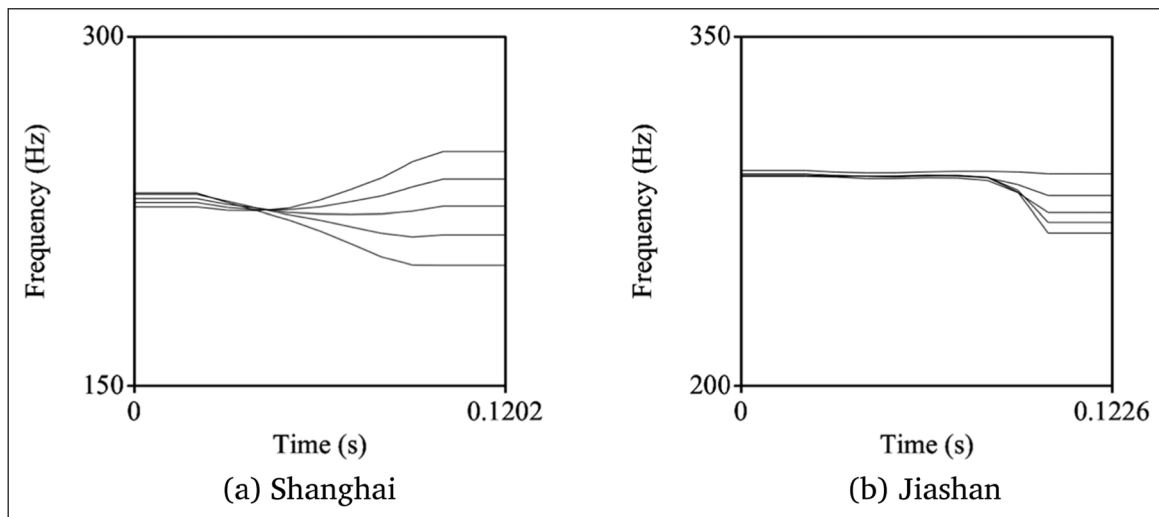 300
Frequency (Hz)
150
0
0.1202
Time (s)
(a) Shanghai
350
Frequency (Hz)
200
0
0.1226
Time (s)
(b) Jiashan